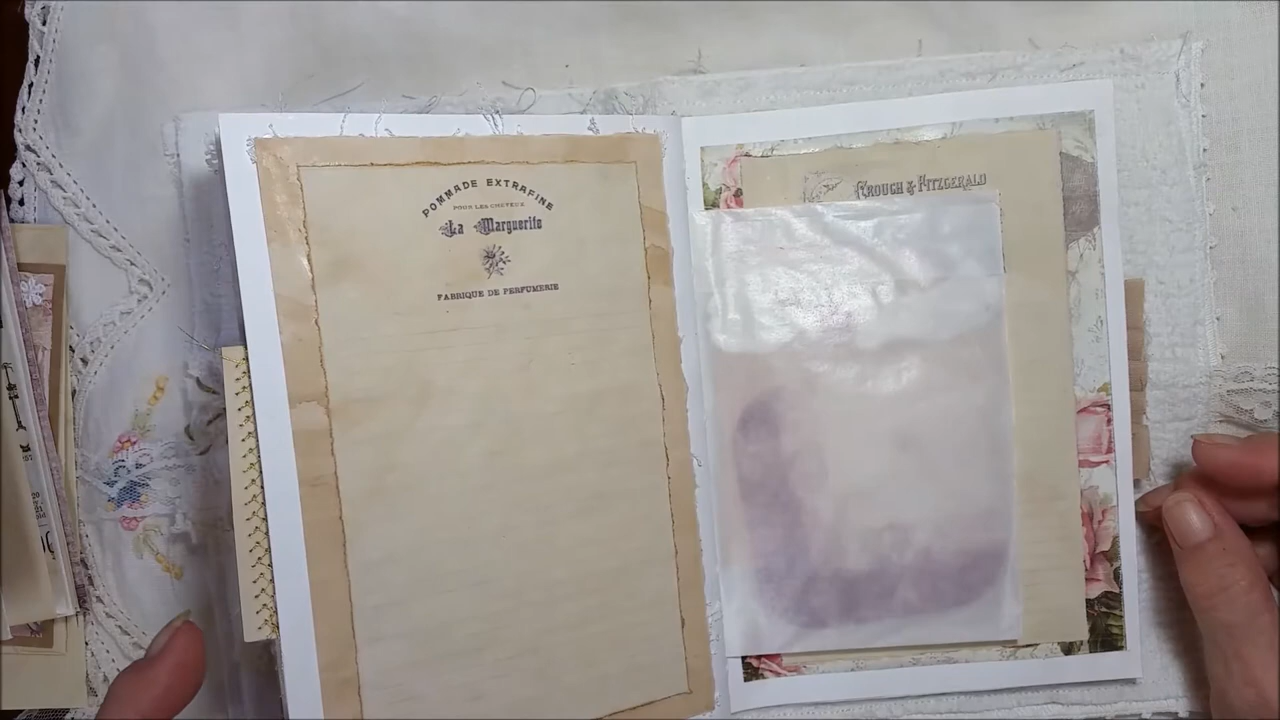 POMMADE EXTRAFINE
POUR LES CHEVEUX
La Marguerite
FABRIQUE DE PERFUMERIE
CROUCH & FITZGERALD